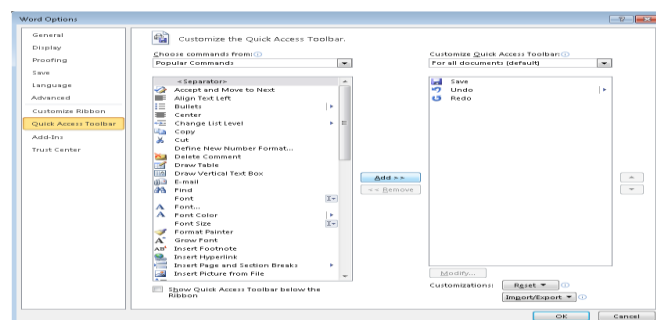 Word Options
General
Display
Proofing
Save
Language
Advanced
Customize Ribbon
Quick Access Toolbar
Add-Ins
Trust Center
Customize the Quick Access Toolbar.
Choose commands from:
Popular Commands
<Separator>
Accept and Move to Next
Align Text Left
Bullets
Center
Change List Level
Copy
Cut
Define New Number Format...
Delete Comment
Draw Table
Draw Vertical Text Box
E-mail
Find
Font
Font...
Font Color
Font Size
Format Painter
Grow Font
Insert Footnote
Insert Hyperlink
Insert Page and Section Breaks
Insert Picture from File
Show Quick Access Toolbar below the
Ribbon
Add >>
<< Remove
Customize Quick Access Toolbar:
For all documents (default)
Save
Undo
Redo
Modify...
Customizations:
Reset
Import/Export
OK
Cancel